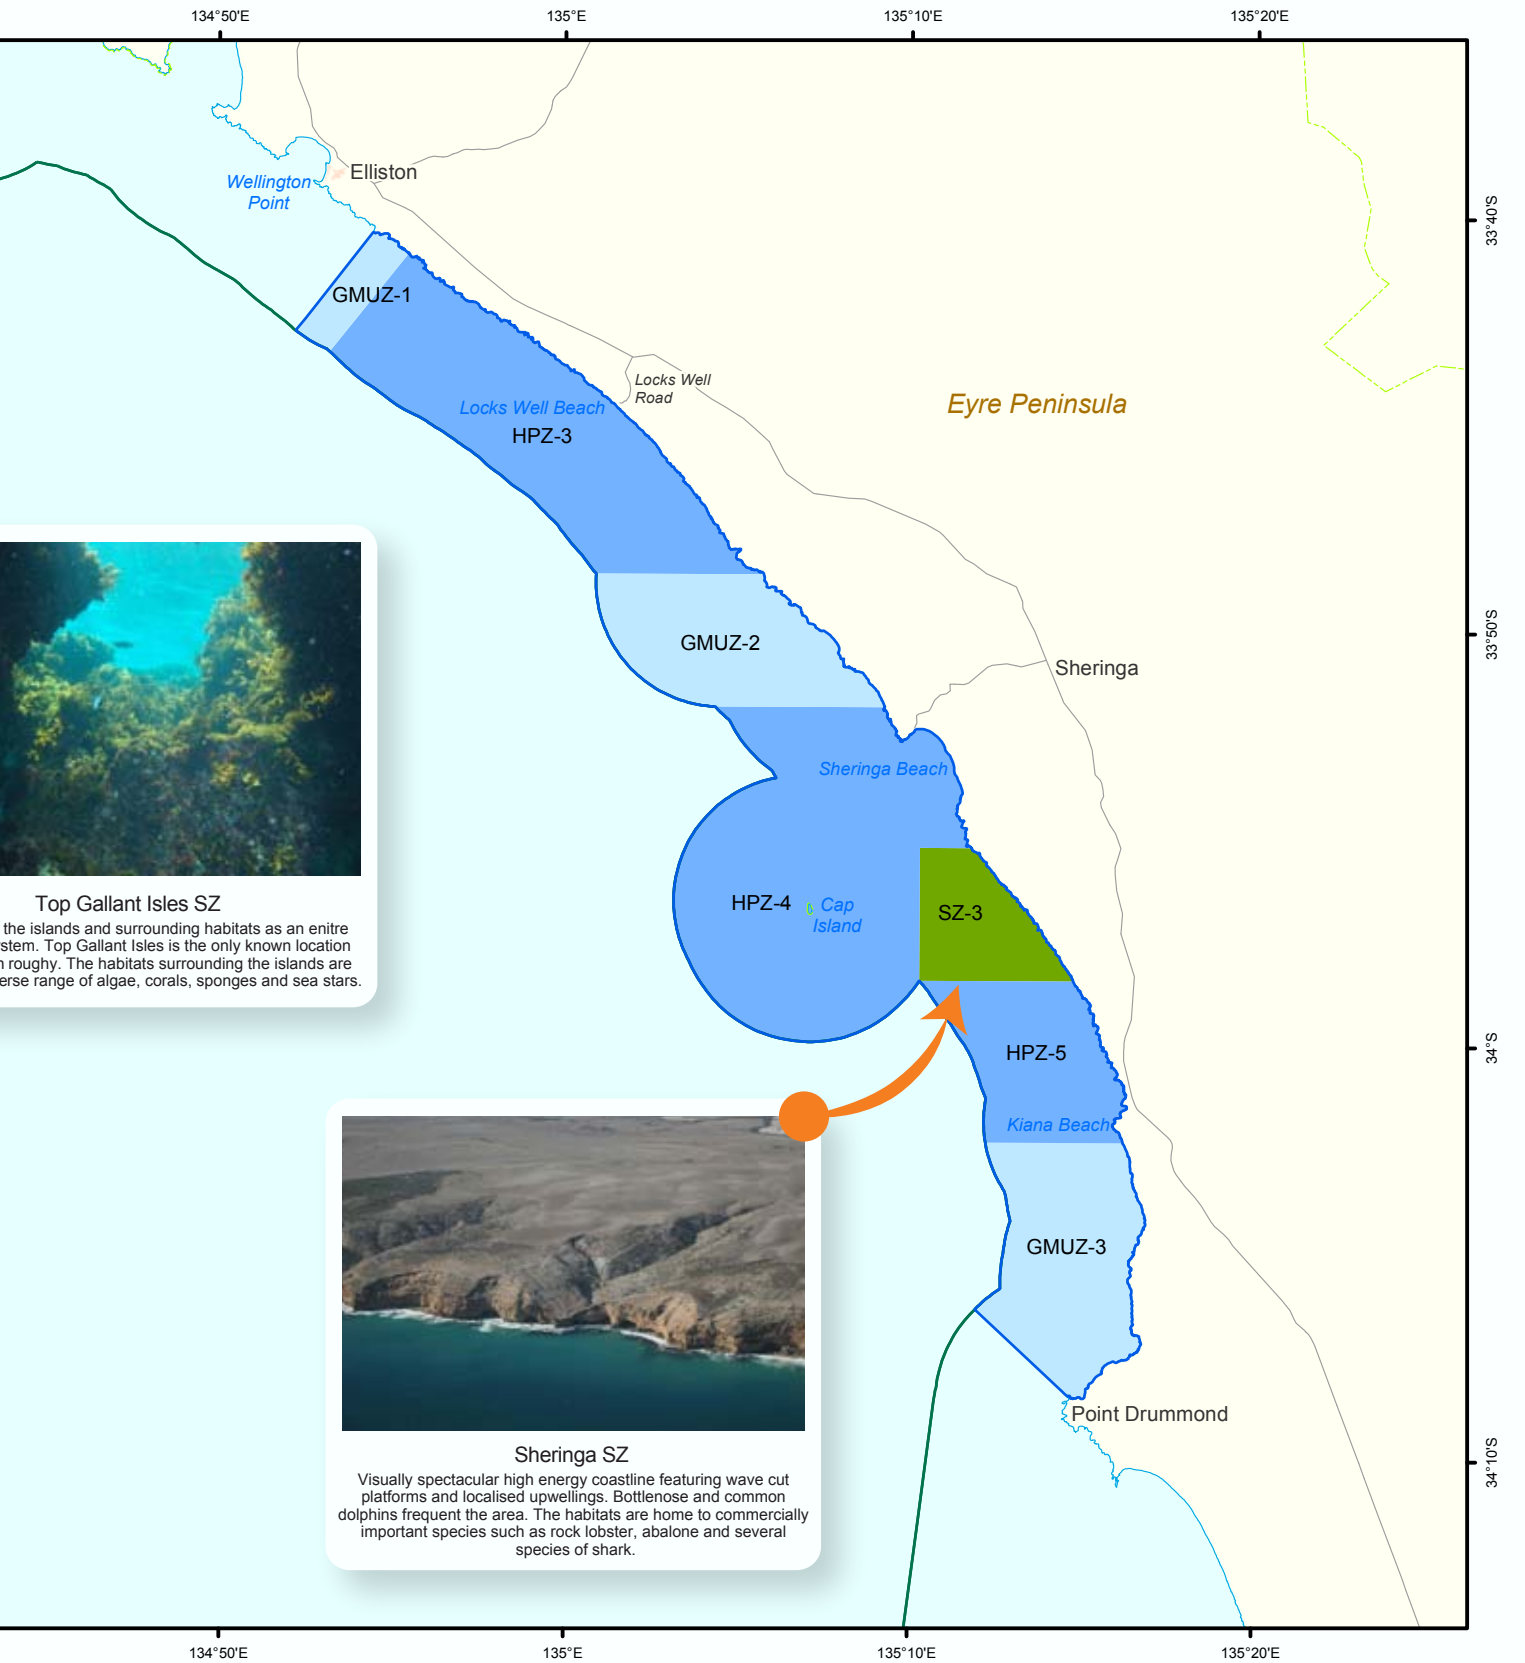 134°50'E
135°E
135°10'E
135°20'E
Elliston
Wellington
Point
33°40'S
GMUZ-1
Locks Well
Road
Locks Well Beach
HPZ-3
Eyre Peninsula
33°50'S
GMUZ-2
Sheringa
Sheringa Beach
HPZ-4
Cap
Island
SZ-3
Top Gallant Isles SZ
the islands and surrounding habitats as an enitre
stem. Top Gallant Isles is the only known location
roughy. The habitats surrounding the islands are
erse range of algae, corals, sponges and sea stars.
HPZ-5
34°S
Kiana Beach
GMUZ-3
Point Drummond
34°10'S
Sheringa SZ
Visually spectacular high energy coastline featuring wave cut
platforms and localised upwellings. Bottlenose and common
dolphins frequent the area. The habitats are home to commercially
important species such as rock lobster, abalone and several
species of shark.
134°50'E
135°E
135°10'E
135°20'E